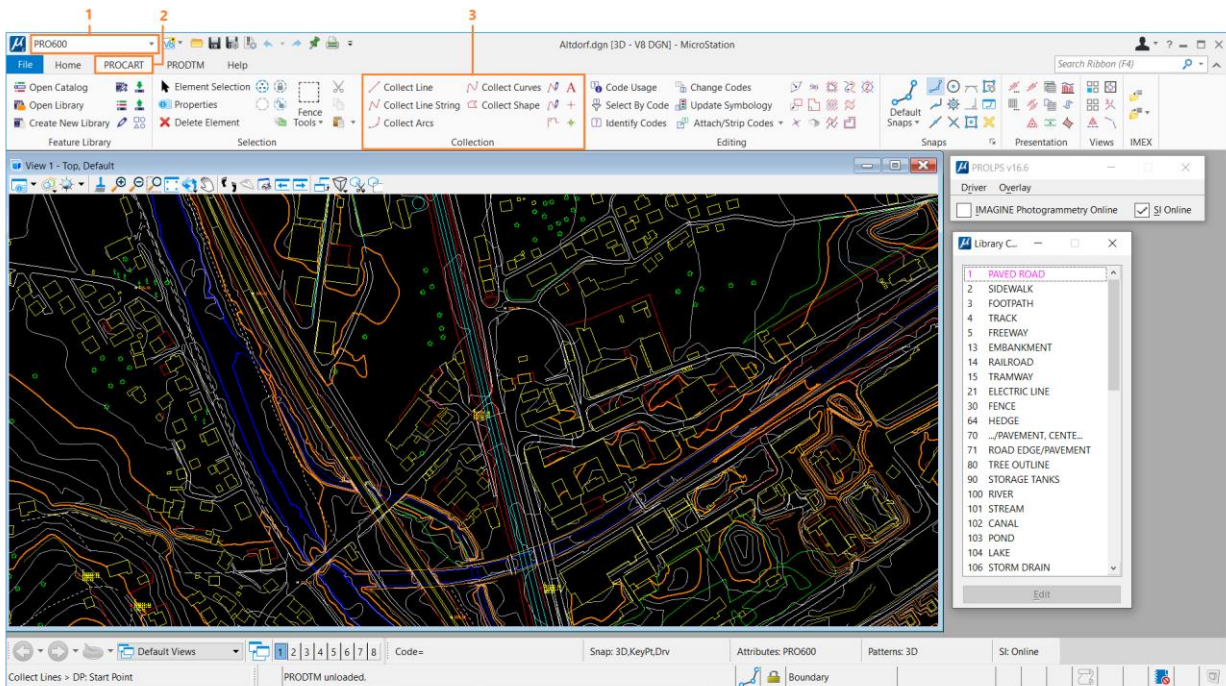 1 2 3
PRO600 Altdorf.dgn [3D - V8 DGN] - MicroStation
File Home PROCART PRODTM Help Search Ribbon (F4)
Open Catalog Element Selection Collect Line Collect Curves Code Usage Change Codes
Open Library Properties Collect Line String Collect Shape Select By Code Update Symbology
Create New Library Delete Element Fence Tools Collect Arcs Identify Codes Attach/Strip Codes Default Snaps
Feature Library Selection Collection Editing Snaps Presentation Views IMEX
View 1 - Top, Default
PROLPS v16.6
Driver Overlay
IMAGINE Photogrammetry Online SI Online
Library C...
1 PAVED ROAD
2 SIDEWALK
3 FOOTPATH
4 TRACK
5 FREEWAY
13 EMBANKMENT
14 RAILROAD
15 TRAMWAY
21 ELECTRIC LINE
30 FENCE
64 HEDGE
70 .../PAVEMENT, CENTE...
71 ROAD EDGE/PAVEMENT
80 TREE OUTLINE
90 STORAGE TANKS
100 RIVER
101 STREAM
102 CANAL
103 POND
104 LAKE
106 STORM DRAIN
Edit
Default Views 1 2 3 4 5 6 7 8 Code= Snap: 3D,KeyPt,Drv Attributes: PRO600 Patterns: 3D SI: Online
Collect Lines > DP: Start Point PRODTM unloaded. Boundary